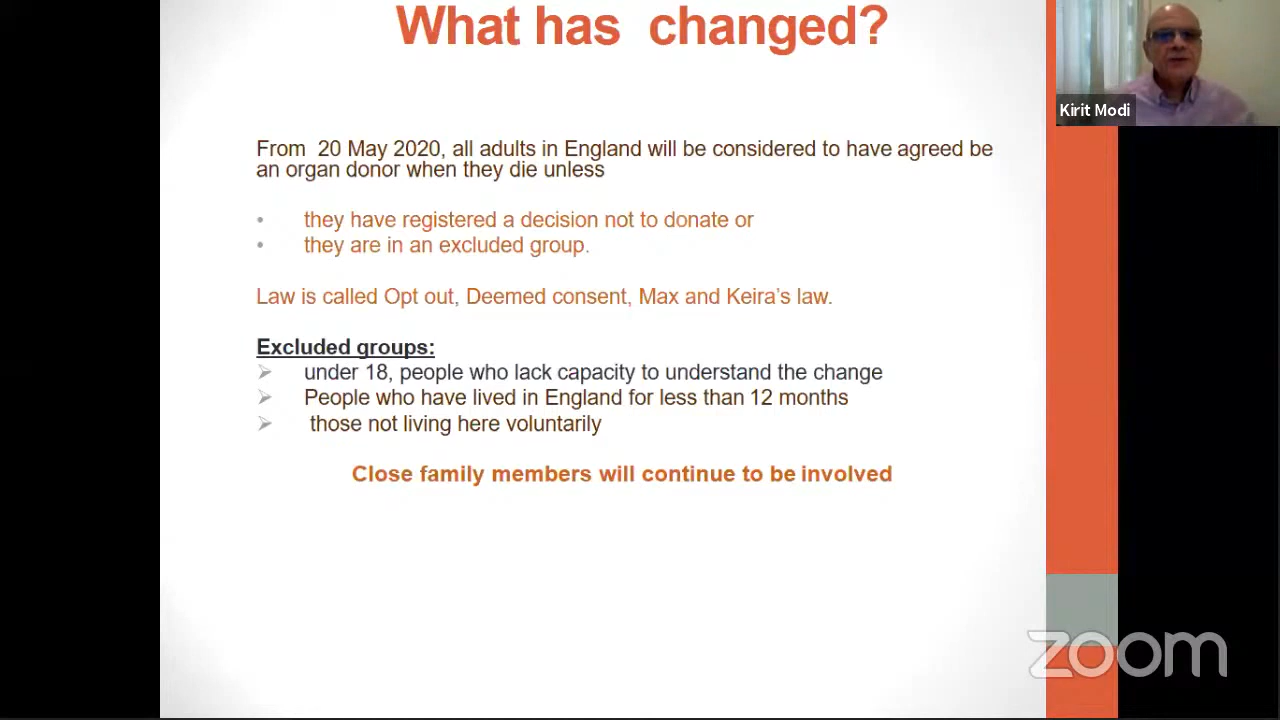 What has changed?
Kirit Modi
From 20 May 2020, all adults in England will be considered to have agreed be
an organ donor when they die unless
• they have registered a decision not to donate or
• they are in an excluded group.
Law is called Opt out, Deemed consent, Max and Keira's law.
Excluded groups:
➢ under 18, people who lack capacity to understand the change
➢ People who have lived in England for less than 12 months
➢ those not living here voluntarily
Close family members will continue to be involved
zoom